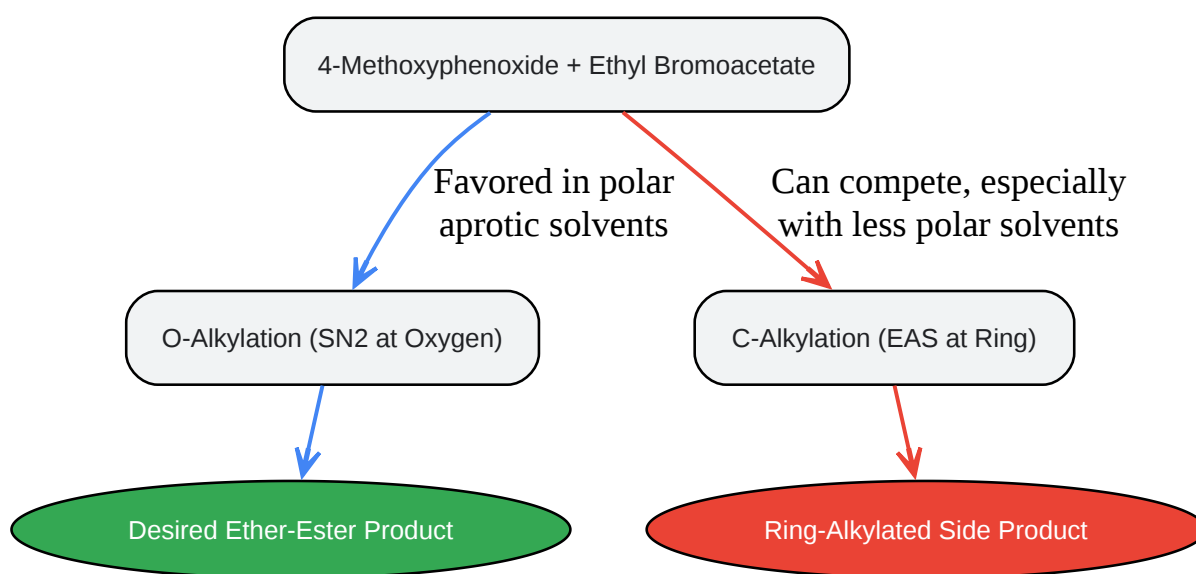 4-Methoxyphenoxide + Ethyl Bromoacetate
Favored in polar
aprotic solvents
Can compete, especially
with less polar solvents
O-Alkylation (SN2 at Oxygen)
C-Alkylation (EAS at Ring)
Desired Ether-Ester Product
Ring-Alkylated Side Product